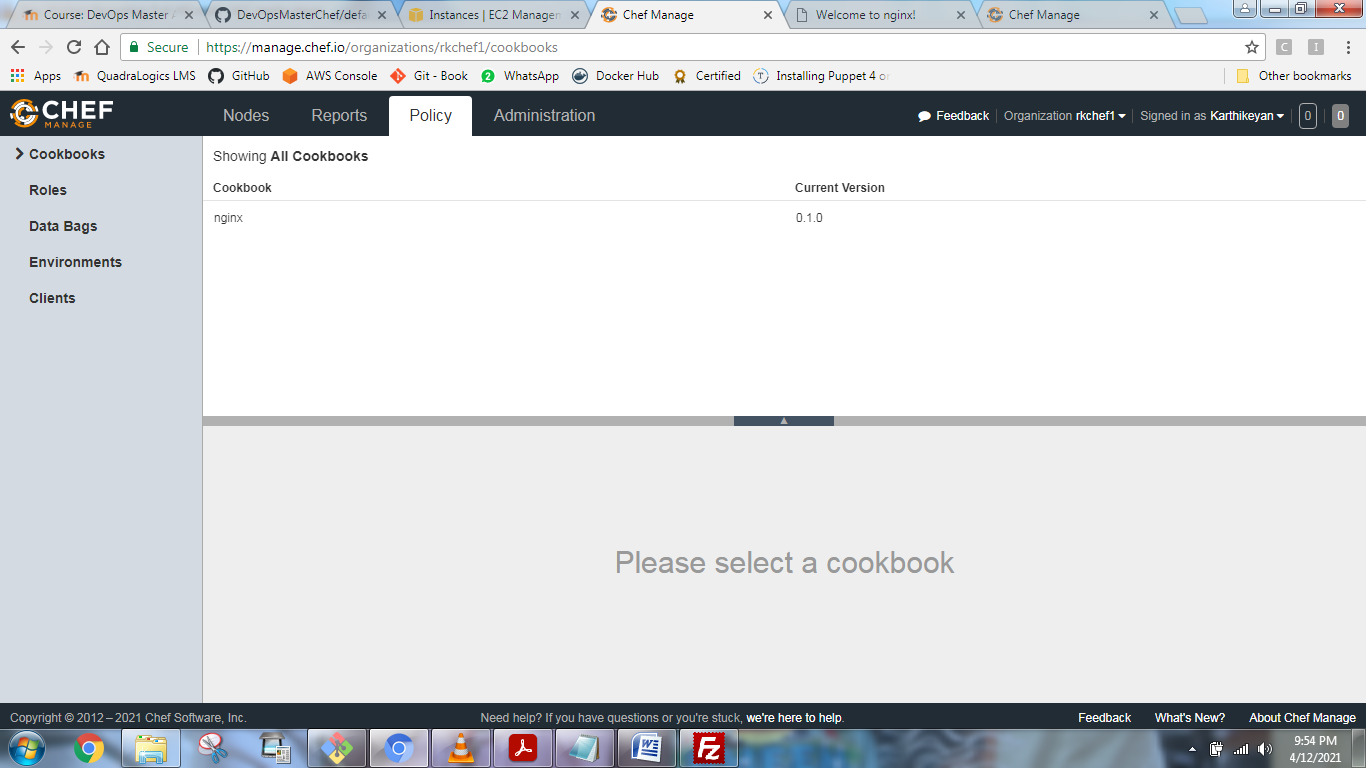 Course: DevOps Master A
DevOpsMasterChef/defa
Instances | EC2 Managem
Chef Manage
Welcome to nginx!
Chef Manage
Secure
https://manage.chef.io/organizations/rkchef1/cookbooks
C
I
Apps
QuadraLogics LMS
GitHub
AWS Console
Git - Book
2
WhatsApp
Docker Hub
Certified
T
Installing Puppet 4 o
Other bookmarks
CHEF
MANAGE
Nodes
Reports
Policy
Administration
Feedback
Organization rkchef1
Signed in as Karthikeyan
0
0
Cookbooks
Roles
Data Bags
Environments
Clients
Showing All Cookbooks
Cookbook Current Version
nginx 0.1.0
Please select a cookbook
Copyright © 2012 – 2021 Chef Software, Inc.
Need help? If you have questions or you're stuck, we're here to help.
Feedback
What's New?
About Chef Manage
W
Fz
9:54 PM
4/12/2021